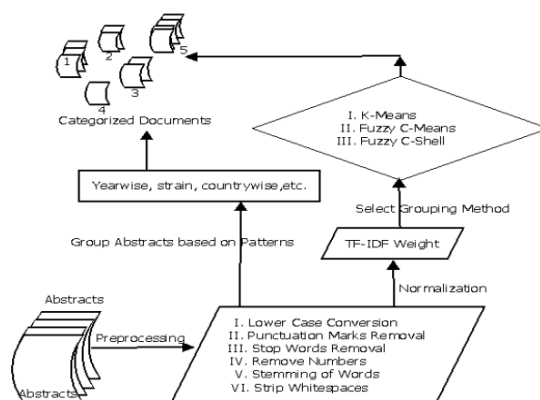 1
2
5
3
4
Categorized Documents
I. K-Means
II. Fuzzy C-Means
III. Fuzzy C-Shell
Yearwise, strain, countrywise,etc.
Select Grouping Method
Group Abstracts based on Patterns
TF-IDF Weight
Normalization
Abstracts
Preprocessing
I. Lower Case Conversion
II. Punctuation Marks Removal
III. Stop Words Removal
IV. Remove Numbers
V. Stemming of Words
VI. Strip Whitespaces
Abstracts